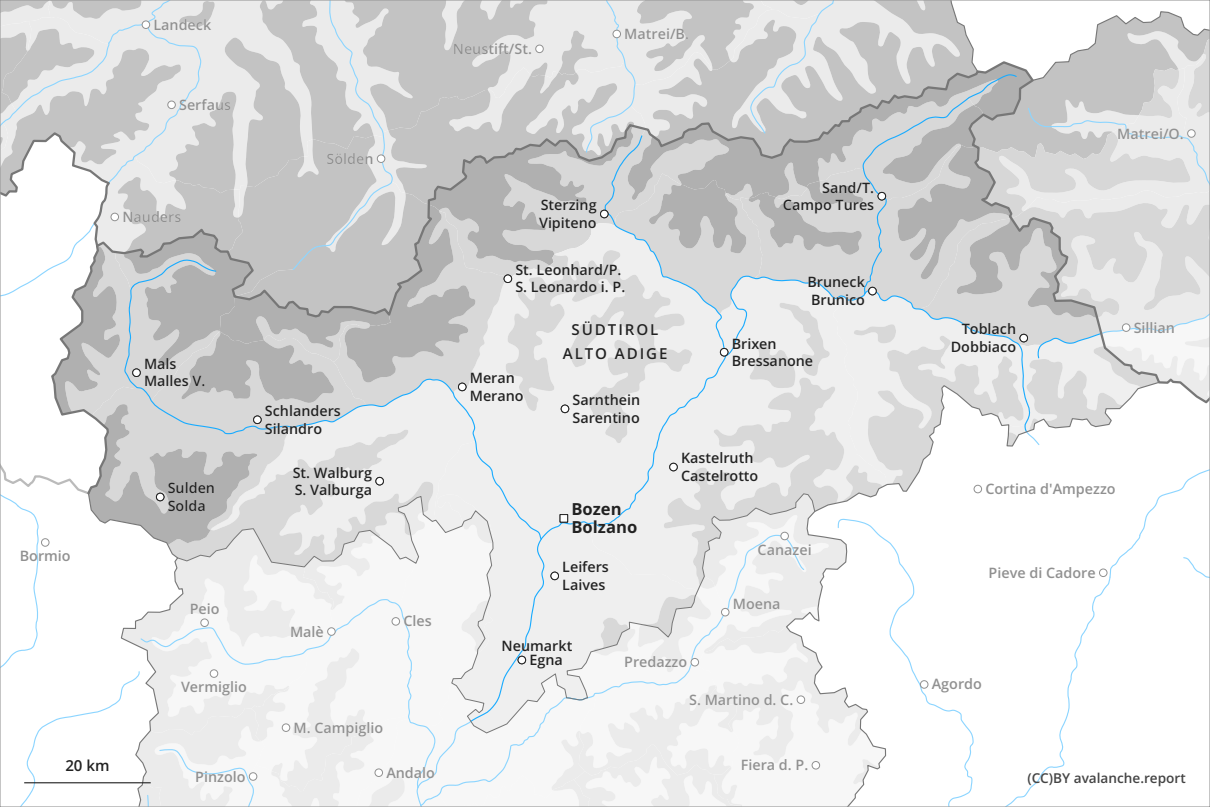 Landeck
Matrei/B.
Neustift/St.
Serfaus
Matrei/O.
Sölden
Sand/T.
Campo Tures
Sterzing
Vipiteno
Nauders
St. Leonhard/P.
S. Leonardo i. P.
Bruneck
Brunico
SÜDTIROL
ALTO ADIGE
Toblach
Dobbiaco
Sillian
Brixen
Bressanone
Mals
Malles V.
Meran
Merano
Sarnthein
Sarentino
Schlanders
Silandro
Kastelruth
Castelrotto
St. Walburg
S. Valburga
Sulden
Solda
Cortina d'Ampezzo
Bozen
Bolzano
Bormio
Canazei
Leifers
Laives
Pieve di Cadore
Peio
Moena
Malè
Cles
Neumarkt
Egna
Predazzo
Vermiglio
Agordo
S. Martino d. C.
M. Campiglio
Fiera d. P.
20 km
Pinzolo
Andalo
(CC)BY avalanche.report